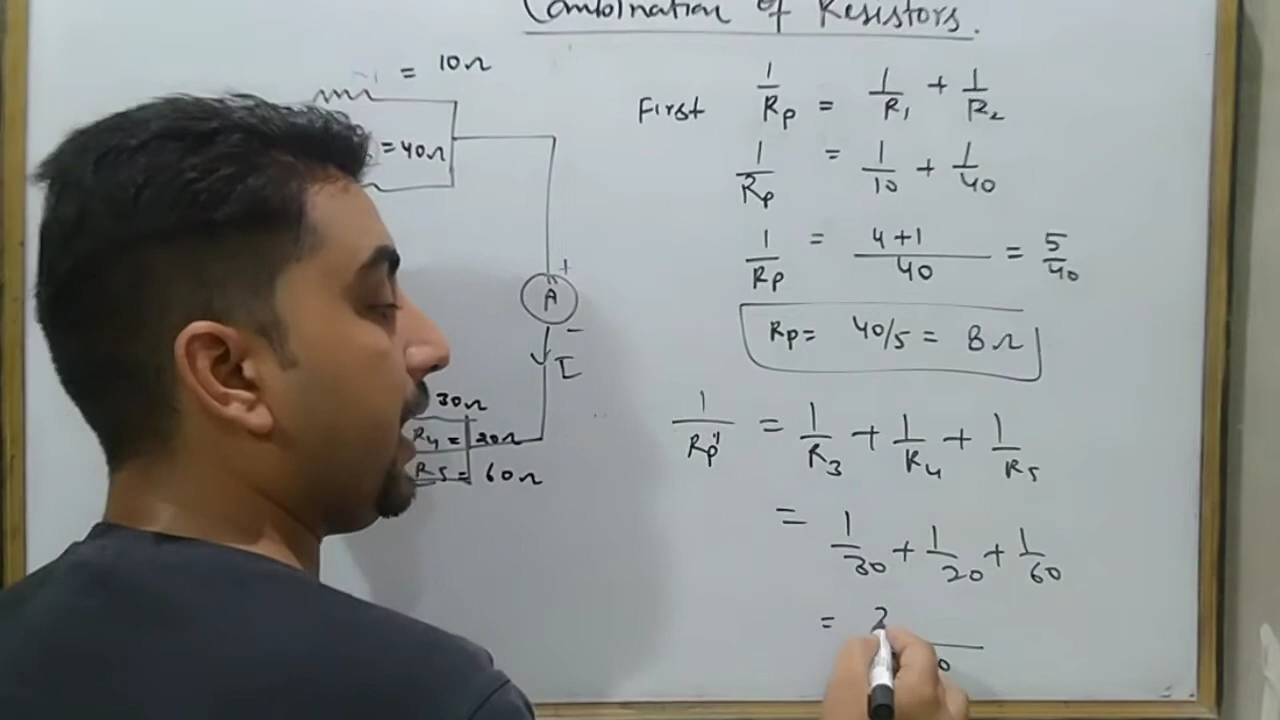 Combination of Resistors.
= 10Ω
= 40Ω
+
A
-
I
30Ω
R4 = 20Ω
R5 = 60Ω
First 1/Rp = 1/R1 + 1/R2
1/Rp = 1/10 + 1/40
1/Rp = 4+1/40 = 5/40
Rp = 40/5 = 8Ω
1/Rp'' = 1/R3 + 1/R4 + 1/R5
= 1/30 + 1/20 + 1/60
= 2